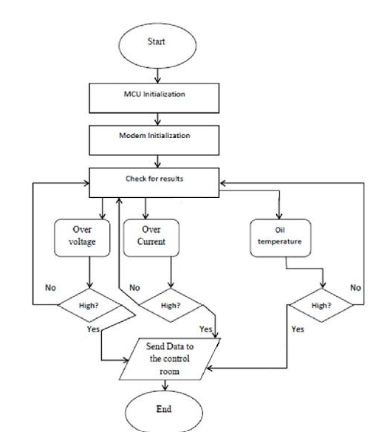 Start
MCU Initialization
Modem Initialization
Check for results
Over
voltage
Over
Current
Oil
temperature
No
High?
Yes
No
High?
Yes
No
High?
Yes
Send Data to
the control
room
End